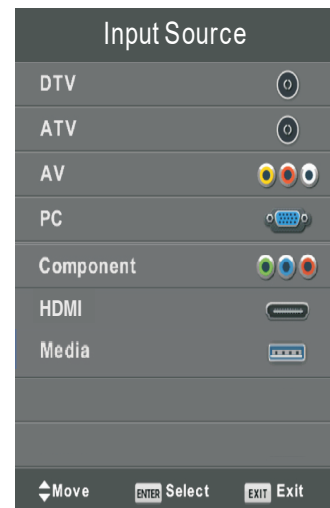 Input Source
DTV
ATV
AV
PC
Component
HDMI
Media
Move ENTER Select EXIT Exit